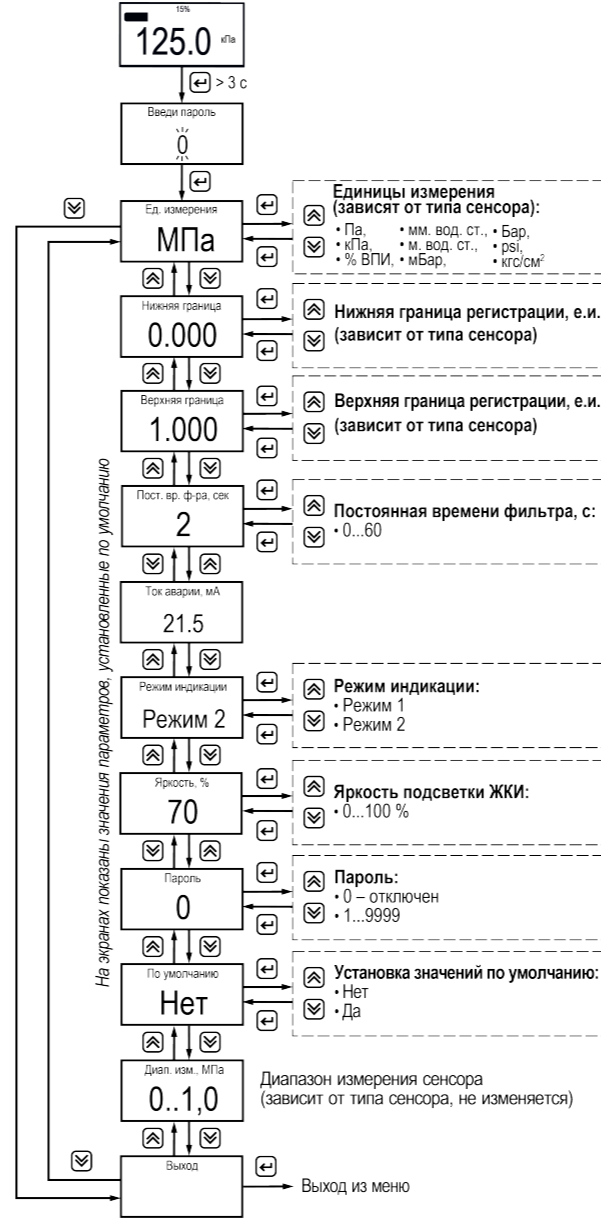 15%
125.0 кПа
> 3 с
Введи пароль
0
Ед. измерения
МПа
Единицы измерения
(зависят от типа сенсора):
• Па, • мм. вод. ст., • Бар,
• кПа, • м. вод. ст., • psi,
• % ВПИ, • мБар, • кгс/см²
Нижняя граница
0.000
Нижняя граница регистрации, е.и.
(зависит от типа сенсора)
Верхняя граница
1.000
Верхняя граница регистрации, е.и.
(зависит от типа сенсора)
Пост. вр. ф-ра, сек
2
Постоянная времени фильтра, с:
• 0...60
На экранах показаны значения параметров, установленные по умолчанию
Ток аварии, мА
21.5
Режим индикации
Режим 2
Режим индикации:
• Режим 1
• Режим 2
Яркость, %
70
Яркость подсветки ЖКИ:
• 0...100 %
Пароль
0
Пароль:
• 0 – отключен
• 1...9999
По умолчанию
Нет
Установка значений по умолчанию:
• Нет
• Да
Диап. изм., МПа
0..1,0
Диапазон измерения сенсора
(зависит от типа сенсора, не изменяется)
Выход
Выход из меню